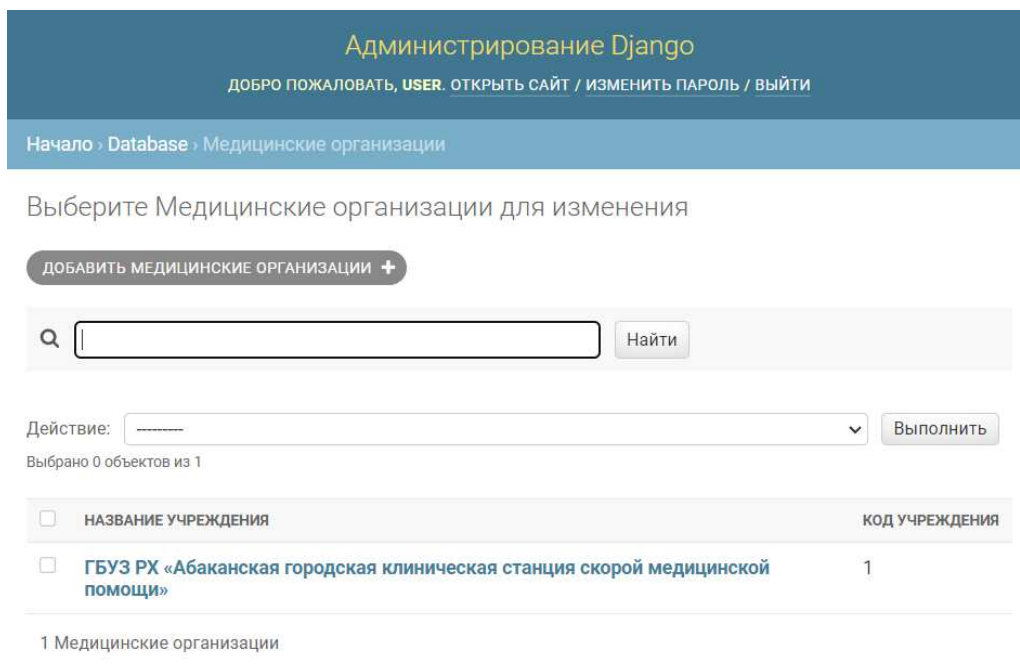 Администрирование Django
ДОБРО ПОЖАЛОВАТЬ, USER. ОТКРЫТЬ САЙТ / ИЗМЕНИТЬ ПАРОЛЬ / ВЫЙТИ
Начало › Database › Медицинские организации
Выберите Медицинские организации для изменения
ДОБАВИТЬ МЕДИЦИНСКИЕ ОРГАНИЗАЦИИ +
Найти
Действие: --------- Выполнить
Выбрано 0 объектов из 1
НАЗВАНИЕ УЧРЕЖДЕНИЯ КОД УЧРЕЖДЕНИЯ
ГБУЗ РХ «Абаканская городская клиническая станция скорой медицинской 1
помощи»
1 Медицинские организации